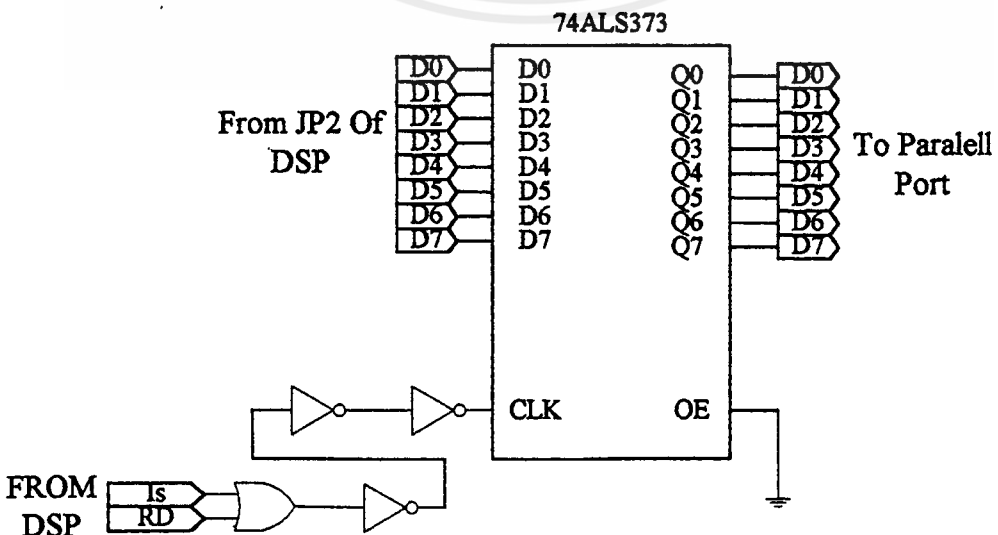 74ALS373
D0 D0 Q0 D0
D1 D1 Q1 D1
From JP2 Of DSP
D2 D2 Q2 D2
D3 D3 Q3 D3
To Paralell Port
D4 D4 Q4 D4
D5 D5 Q5 D5
D6 D6 Q6 D6
D7 D7 Q7 D7
CLK OE
FROM DSP
Is
RD